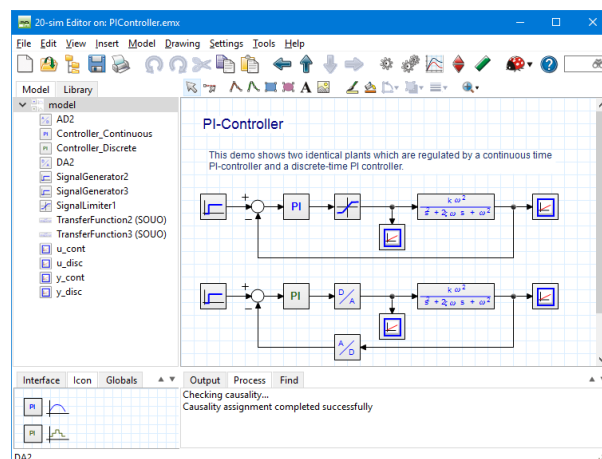 20-sim Editor on: PIController.emx
File Edit View Insert Model Drawing Settings Tools Help
Model Library
model
AD2
Controller_Continuous
Controller_Discrete
DA2
SignalGenerator2
SignalGenerator3
SignalLimiter1
TransferFunction2 (SOUO)
TransferFunction3 (SOUO)
u_cont
u_disc
y_cont
y_disc
PI-Controller
This demo shows two identical plants which are regulated by a continuous time
PI-controller and a discrete-time PI controller.
+
−
PI
k ω²
s² + 2ζ ω s + ω²
+
−
PI
D/A
k ω²
s² + 2ζ ω s + ω²
A/D
Interface Icon Globals
PI
PI
Output Process Find
Checking causality...
Causality assignment completed successfully
DA2